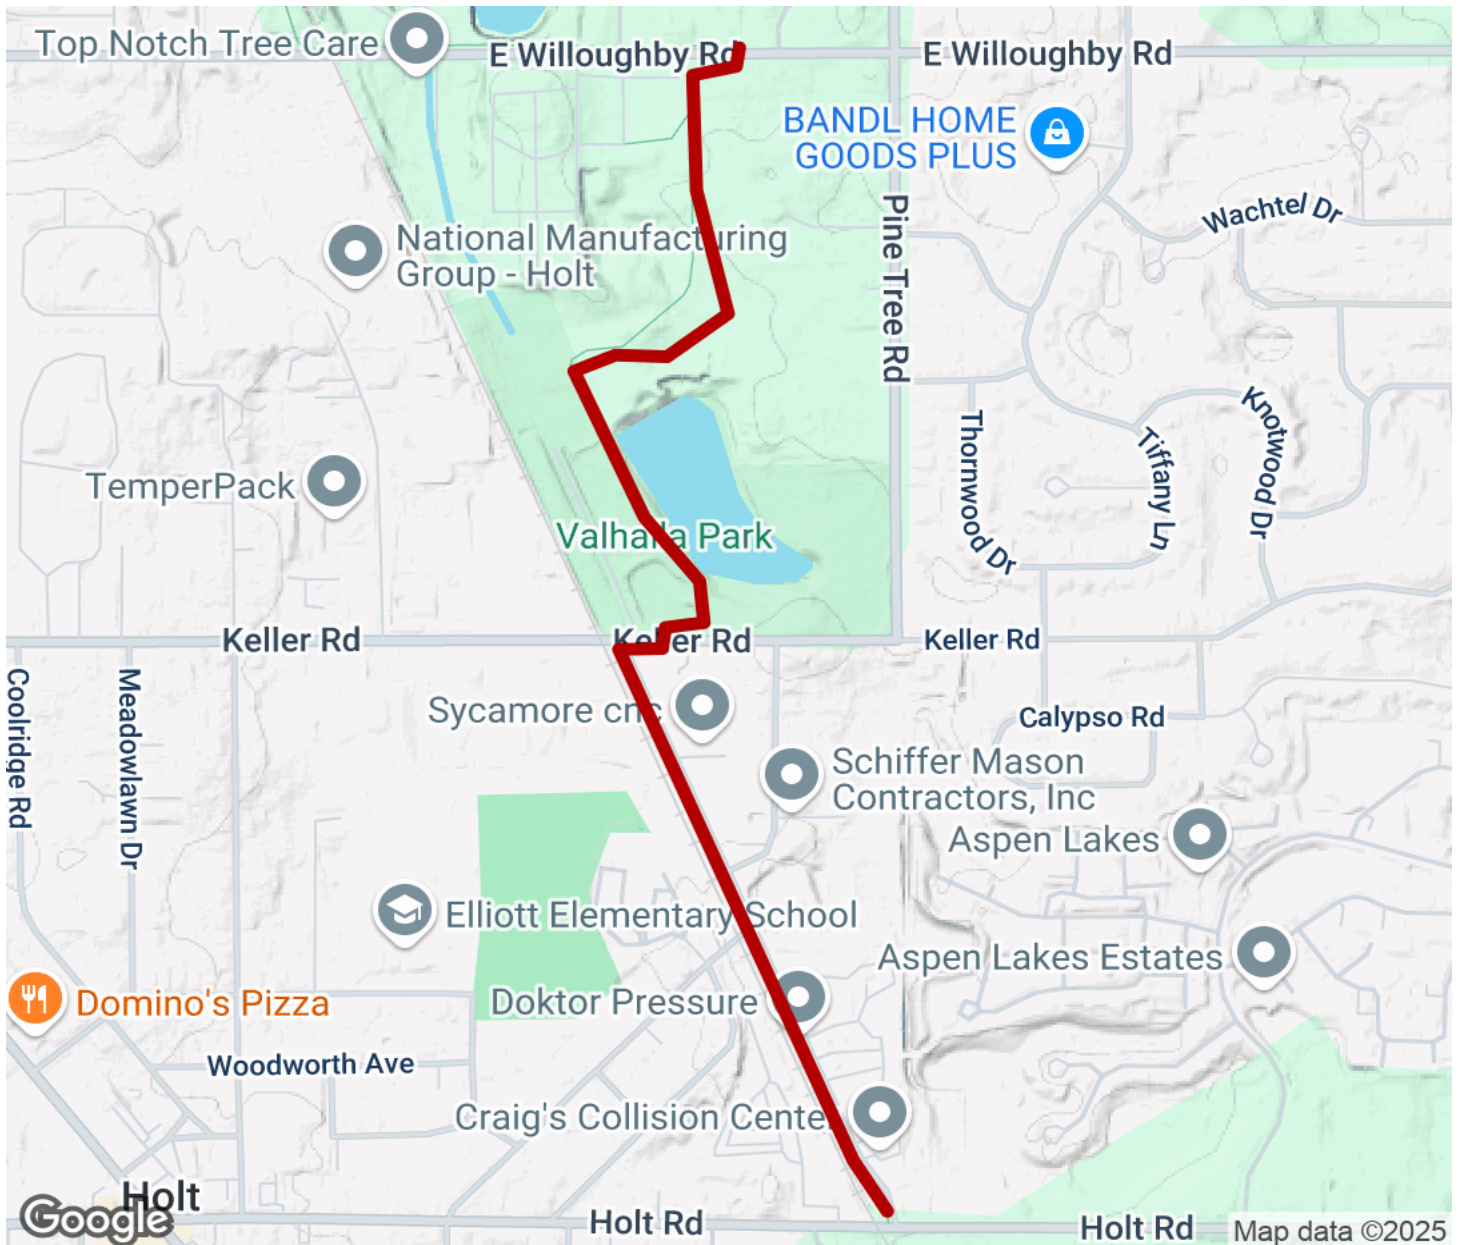 Top Notch Tree Care
E Willoughby Rd
E Willoughby Rd
BANDL HOME
GOODS PLUS
Wachtel Dr
Pine Tree Rd
National Manufacturing
Group - Holt
Thornwood Dr
Tiffany Ln
Knotwood Dr
TemperPack
Valhalla Park
Keller Rd
Keller Rd
Keller Rd
Coolridge Rd
Meadowlawn Dr
Sycamore cnc
Calypso Rd
Schiffer Mason
Contractors, Inc
Aspen Lakes
Elliott Elementary School
Aspen Lakes Estates
Domino's Pizza
Doktor Pressure
Woodworth Ave
Craig's Collision Center
Holt
Google
Holt Rd
Holt Rd
Map data ©2025